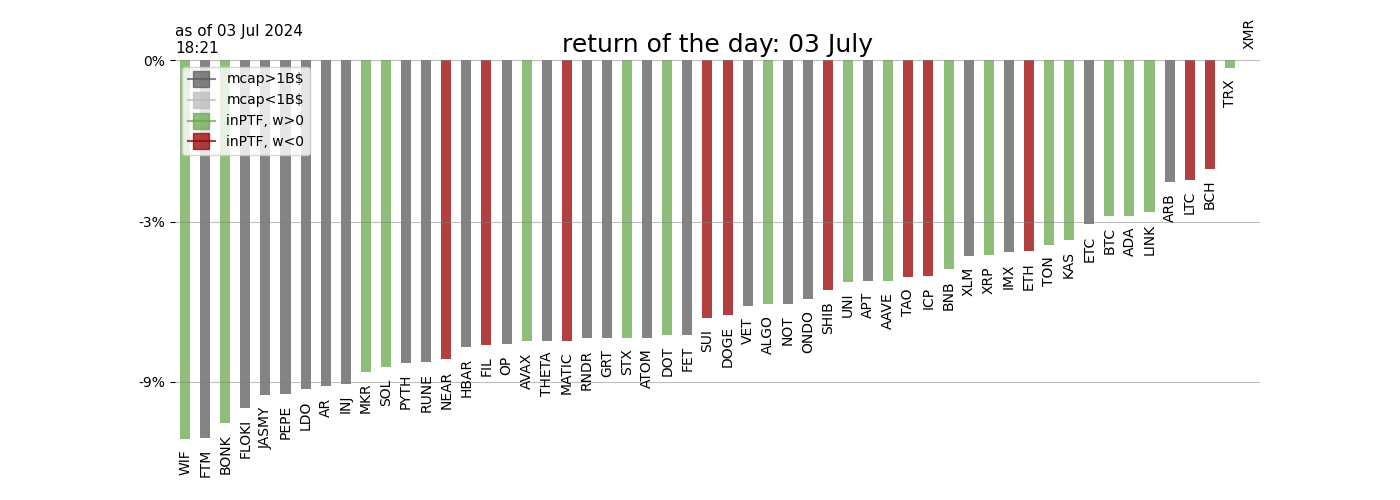 as of 03 Jul 2024
18:21
return of the day: 03 July
XMR
0%
-3%
-9%
mcap>1B$
mcap<1B$
inPTF, w>0
inPTF, w<0
WIF
FTM
BONK
FLOKI
JASMY
PEPE
LDO
AR
INJ
MKR
SOL
PYTH
RUNE
NEAR
HBAR
FIL
OP
AVAX
THETA
MATIC
RNDR
GRT
STX
ATOM
DOT
FET
SUI
DOGE
VET
ALGO
NOT
ONDO
SHIB
UNI
APT
AAVE
TAO
ICP
BNB
XLM
XRP
IMX
ETH
TON
KAS
ETC
BTC
ADA
LINK
ARB
LTC
BCH
TRX